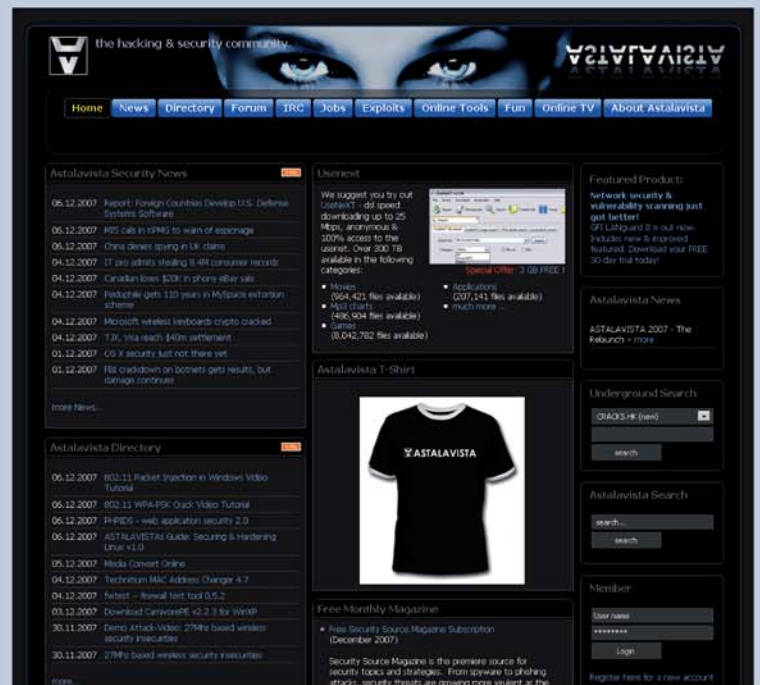 the hacking & security community
ASTALAVISTA
Home News Directory Forum IRC Jobs Exploits Online Tools Fun Online TV About Astalavista
Astalavista Security News
06.12.2007 Report: Foreign Countries Develop U.S. Defense
Systems Software
06.12.2007 MI5 calls in KPMG to warn of espionage
06.12.2007 China denies spying in UK claims
04.12.2007 IT pro admits stealing 8.4M consumer records
04.12.2007 Canadian loses $20K in phony eBay sale
04.12.2007 Pedophile gets 110 years in MySpace extortion
scheme
04.12.2007 Microsoft wireless keyboards crypto cracked
04.12.2007 TJX, Visa reach $40m settlement
01.12.2007 OS X security just not there yet
01.12.2007 FBI crackdown on botnets gets results, but
damage continues
more News...
Astalavista Directory
06.12.2007 802.11 Packet Injection in Windows Video
Tutorial
06.12.2007 802.11 WPA-PSK Crack Video Tutorial
06.12.2007 PHPIDS - web application security 2.0
06.12.2007 ASTALAVISTAs Guide: Securing & Hardening
Linux v1.0
05.12.2007 Media Convert Online
04.12.2007 Technitium MAC Address Changer 4.7
04.12.2007 fwtest - firewall test tool 0.5.2
03.12.2007 Download CarnivorePE v2.2.3 for WinXP
30.11.2007 Demo Attack-Video: 27Mhz based wireless
security insecurities
30.11.2007 27Mhz based wireless security insecurities
more...
Usenext
We suggest you try out
UseNeXT - dsl speed
downloading up to 25
Mbps, anonymous &
100% access to the
usenet. Over 300 TB
available in the following
categories:
Special Offer: 3 GB FREE !
Movies
(964,421 files available)
Mp3 charts
(486,904 files available)
Games
(8,042,782 files available)
Applications
(207,141 files available)
much more ...
Astalavista T-Shirt
ASTALAVISTA
Free Monthly Magazine
Free Security Source Magazine Subscription
(December 2007)
Security Source Magazine is the premiere source for
security topics and strategies. From spyware to phishing
attacks, security threats are growing more virulent as the
Featured Product:
Network security &
vulnerability scanning just
got better!
GFI LANguard 8 is out now.
Includes new & improved
features. Download your FREE
30-day trial today!
Astalavista News
ASTALAVISTA 2007 - The
Relaunch > more
Underground Search
CRACKS.HK (new)
search
Astalavista Search
search...
search
Member
User name
********
Login
Register here for a new account